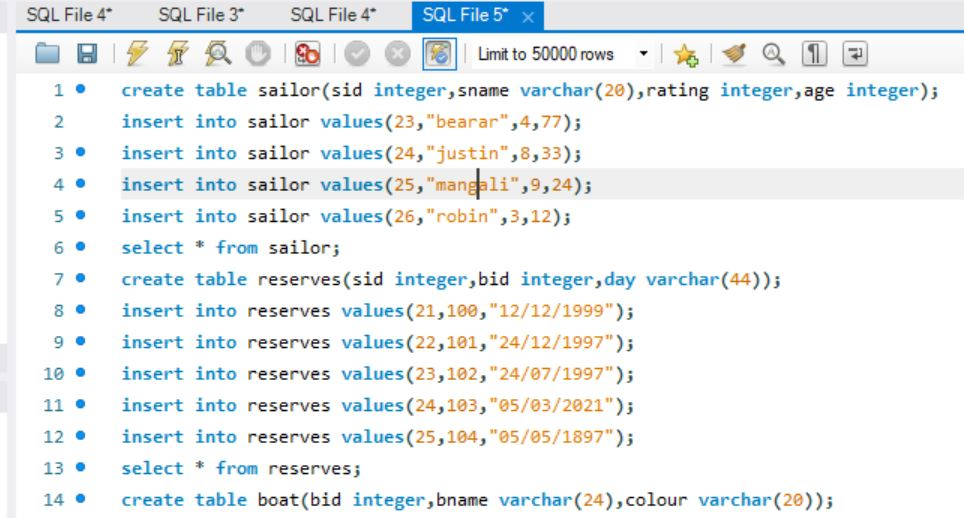 SQL File 4* SQL File 3* SQL File 4* SQL File 5* ×
Limit to 50000 rows
1 create table sailor(sid integer,sname varchar(20),rating integer,age integer);
2 insert into sailor values(23,"bearar",4,77);
3 insert into sailor values(24,"justin",8,33);
4 insert into sailor values(25,"mangali",9,24);
5 insert into sailor values(26,"robin",3,12);
6 select * from sailor;
7 create table reserves(sid integer,bid integer,day varchar(44));
8 insert into reserves values(21,100,"12/12/1999");
9 insert into reserves values(22,101,"24/12/1997");
10 insert into reserves values(23,102,"24/07/1997");
11 insert into reserves values(24,103,"05/03/2021");
12 insert into reserves values(25,104,"05/05/1897");
13 select * from reserves;
14 create table boat(bid integer,bname varchar(24),colour varchar(20));